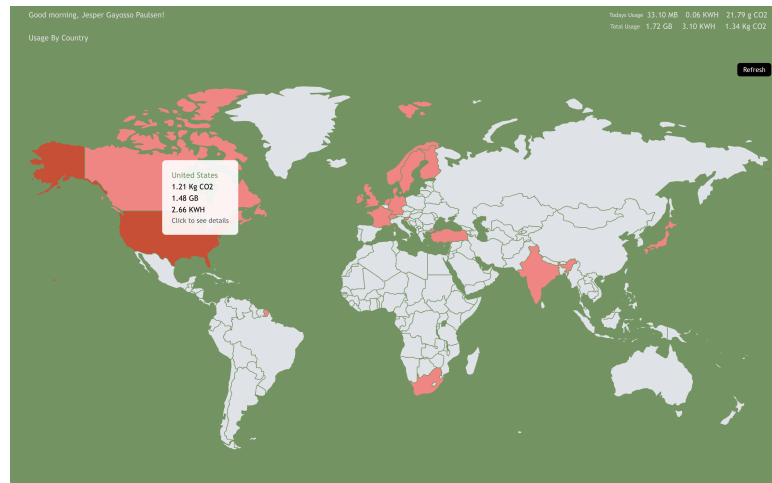 Good morning, Jesper Gayosso Paulsen!
Todays Usage 33.10 MB 0.06 KWH 21.79 g CO2
Total Usage 1.72 GB 3.10 KWH 1.34 Kg CO2
Usage By Country
Refresh
United States
1.21 Kg CO2
1.48 GB
2.66 KWH
Click to see details